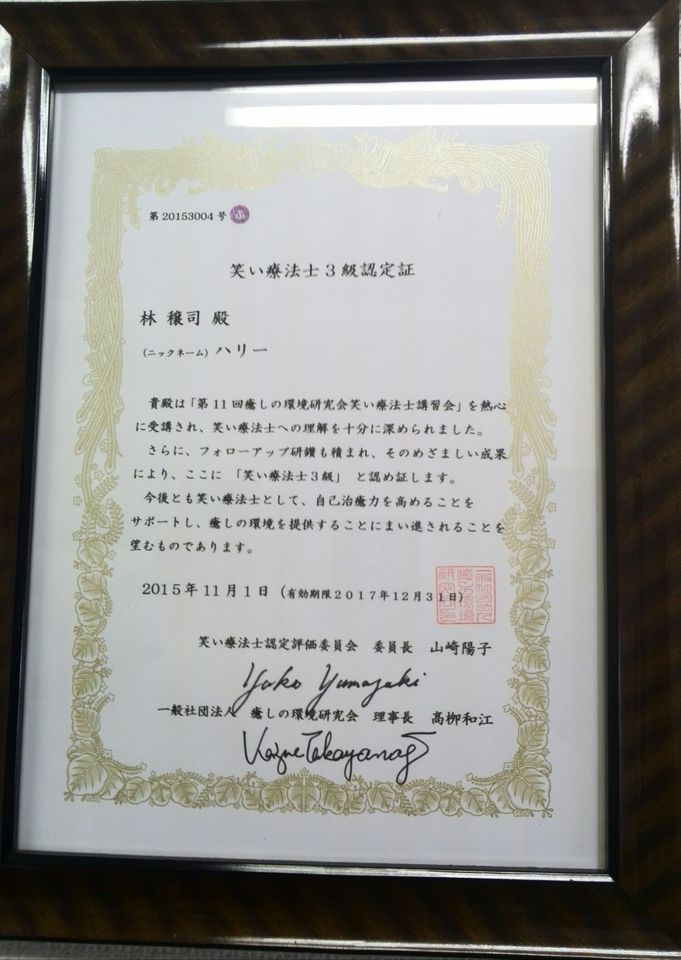 第20153004号
笑い療法士3級認定証
林 穣司 殿
(ニックネーム) ハリー
貴殿は「第11回癒しの環境研究会笑い療法士講習会」を熱心
に受講され、笑い療法士への理解を十分に深められました。
さらに、フォローアップ研鑽も積まれ、そのめざましい成果
により、ここに 「笑い療法士3級」 と認め証します。
今後とも笑い療法士として、自己治癒力を高めることを
サポートし、癒しの環境を提供することにまい進されることを
望むものであります。
2015年11月1日 (有効期限2017年12月31日)
笑い療法士認定評価委員会 委員長 山崎陽子
Yoko Yamazaki
一般社団法人 癒しの環境研究会 理事長 高柳和江
Kazue Takayanagi